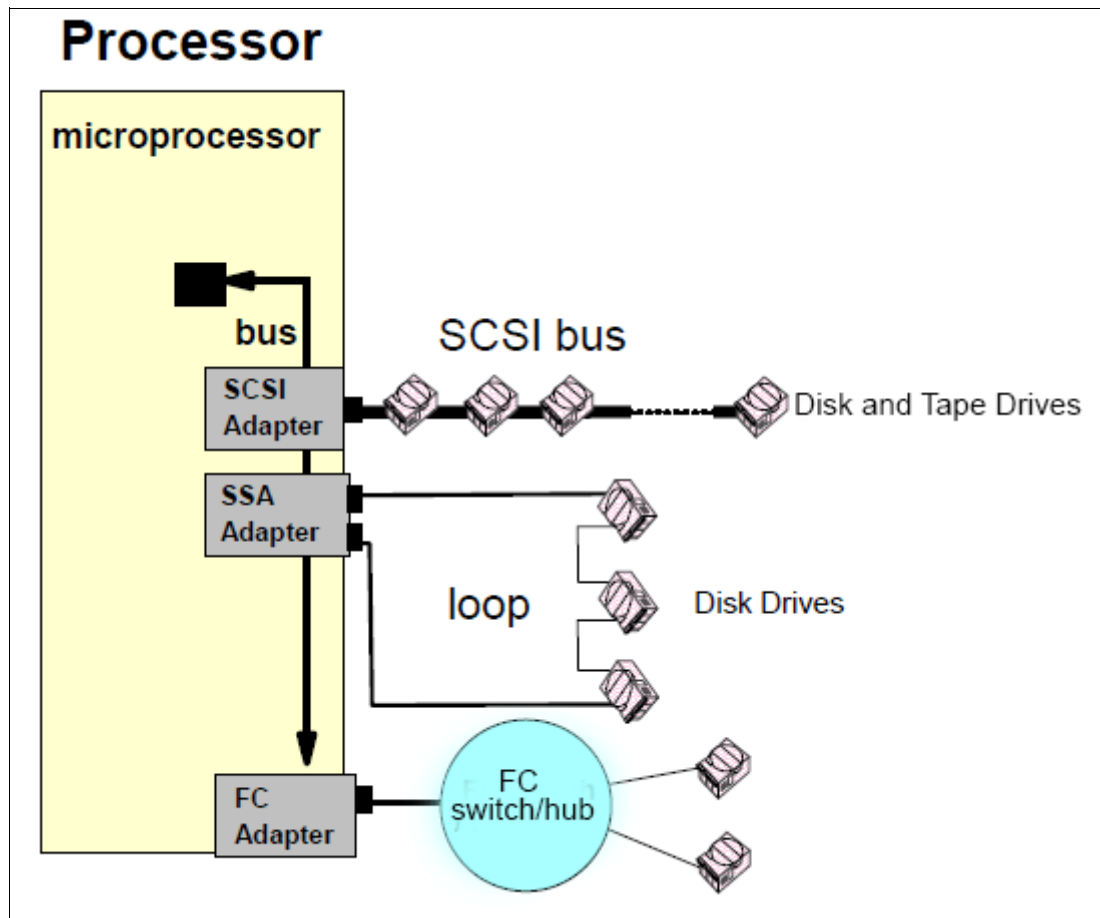 Processor
microprocessor
bus
SCSI bus
SCSI
Adapter
Disk and Tape Drives
SSA
Adapter
loop
Disk Drives
FC
switch/hub
FC
Adapter